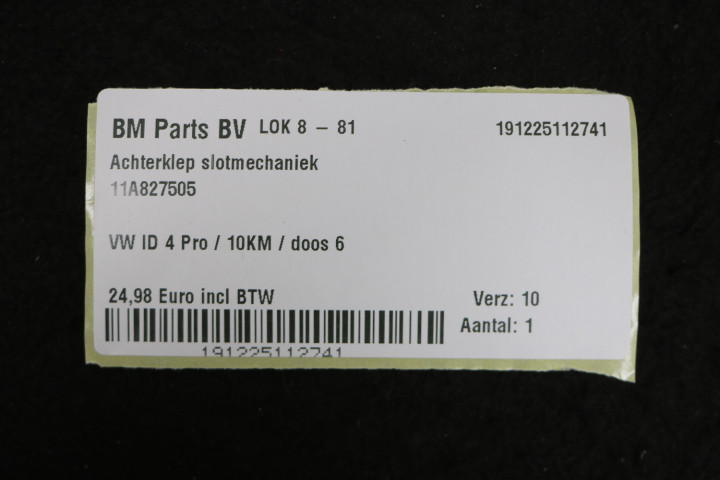 BM Parts BV LOK 8 – 81 191225112741
Achterklep slotmechaniek
11A827505
VW ID 4 Pro / 10KM / doos 6
24,98 Euro incl BTW Verz: 10
Aantal: 1
191225112741